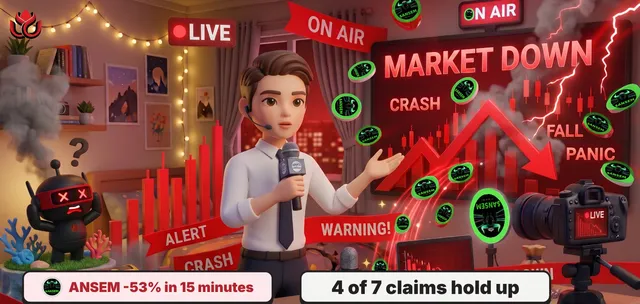 LIVE
ON AIR
ON AIR
MARKET DOWN
CRASH
FALL
PANIC
?
LIVE
ALERT
WARNING!
CRASH
$ANSEM
ANSEM -53% in 15 minutes
4 of 7 claims hold up